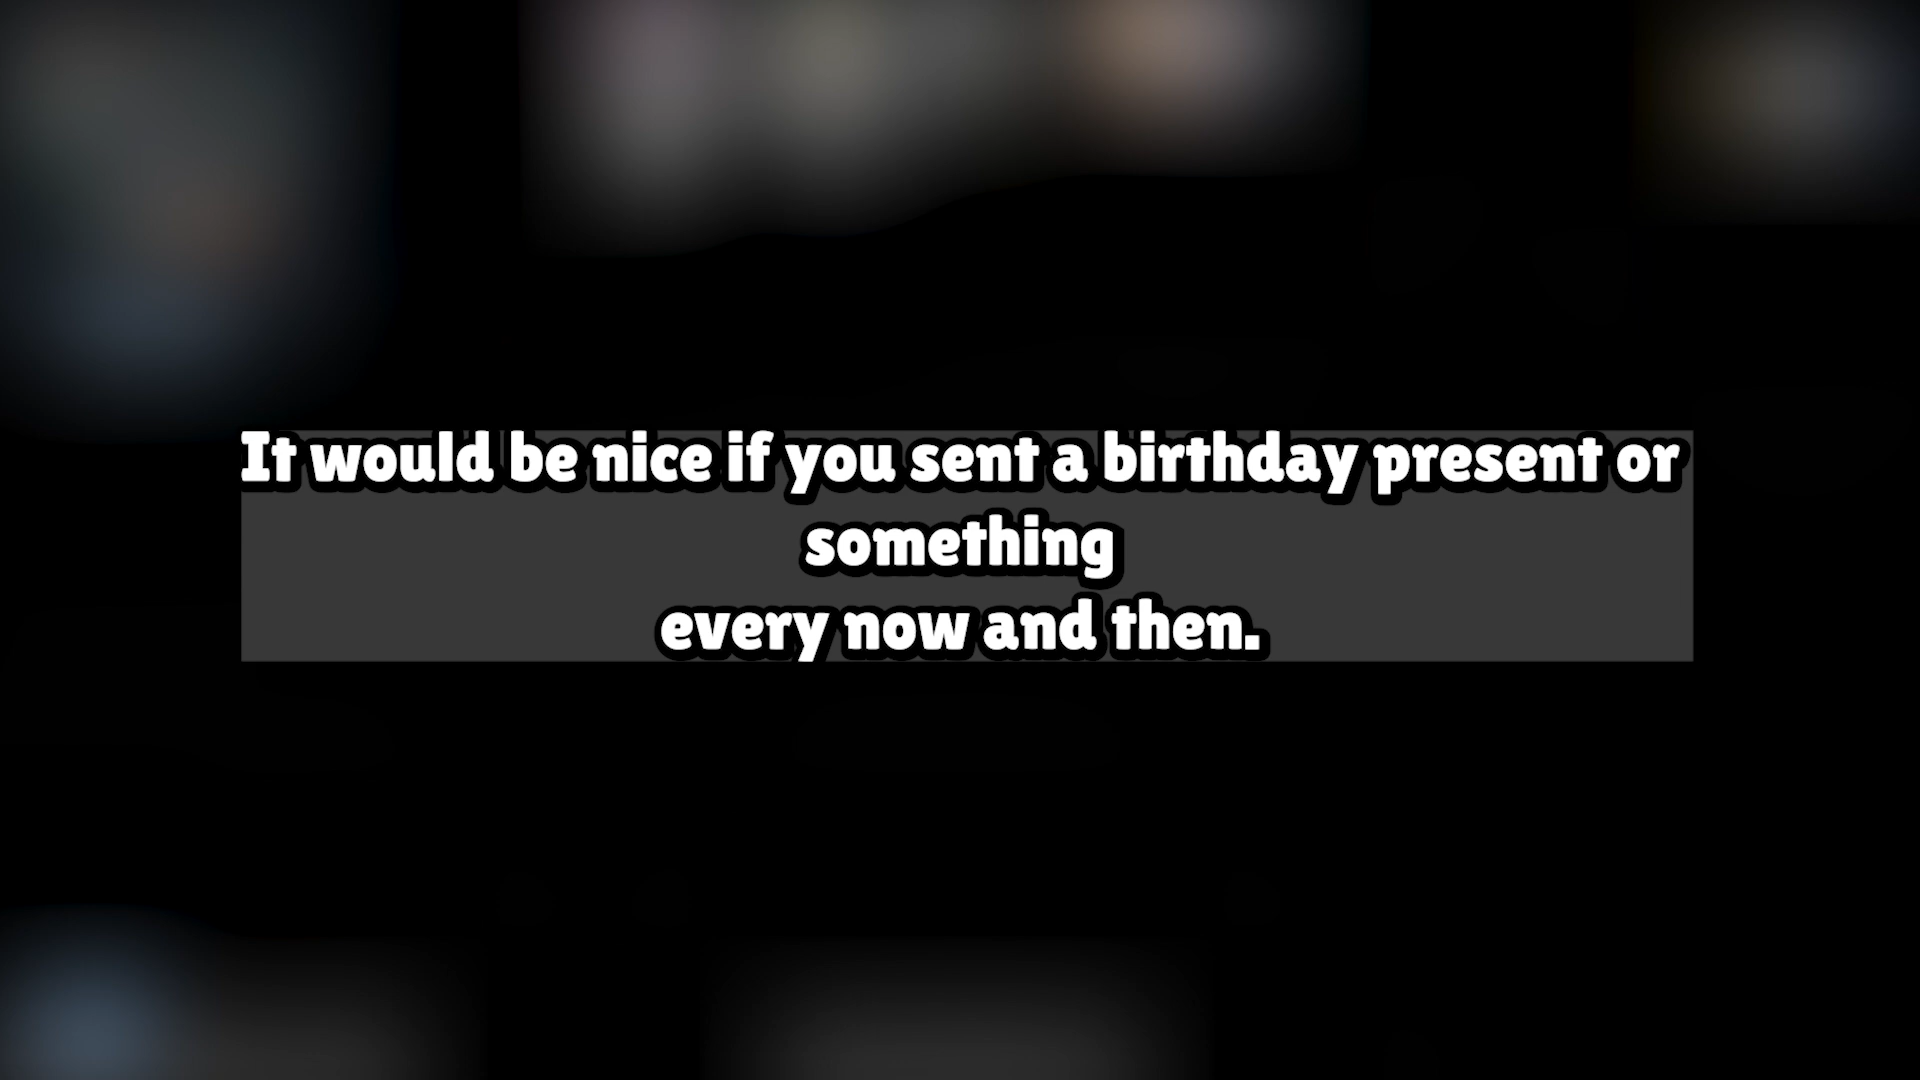 It would be nice if you sent a birthday present or
something
every now and then.